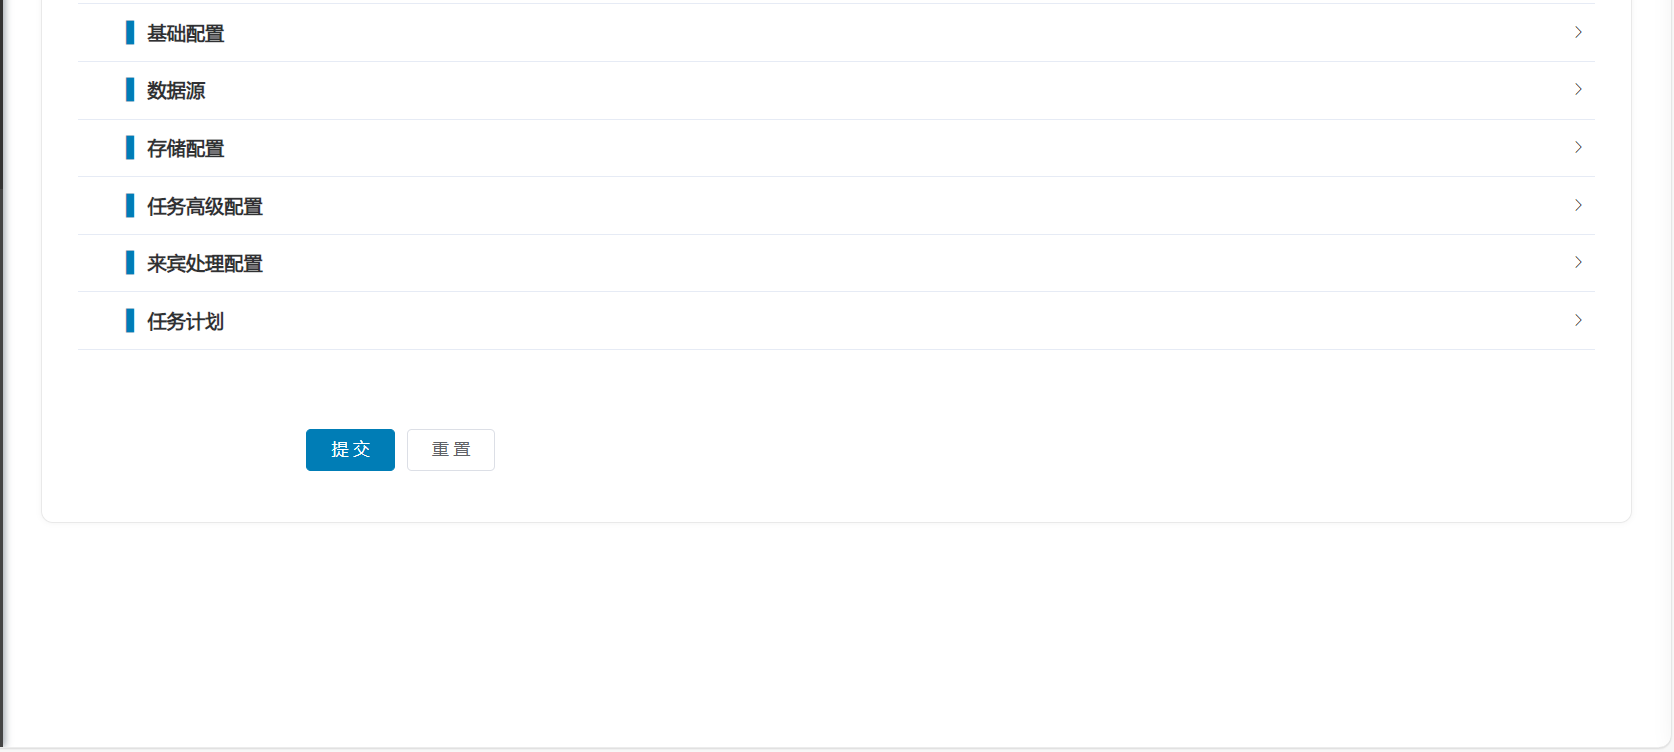 基础配置
数据源
存储配置
任务高级配置
来宾处理配置
任务计划
提交 重置